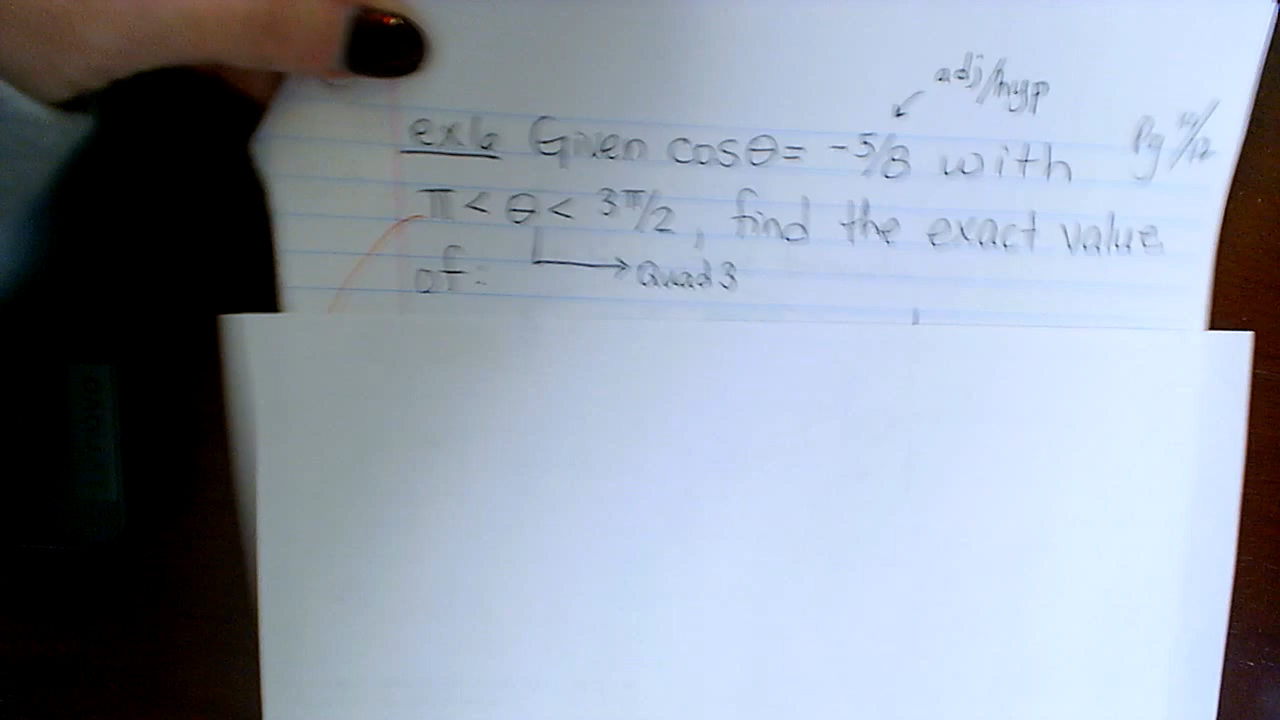 adj/hyp
ex6 Given cosθ = -5/8 with
π < θ < 3π/2, find the exact value
of:
Quad 3